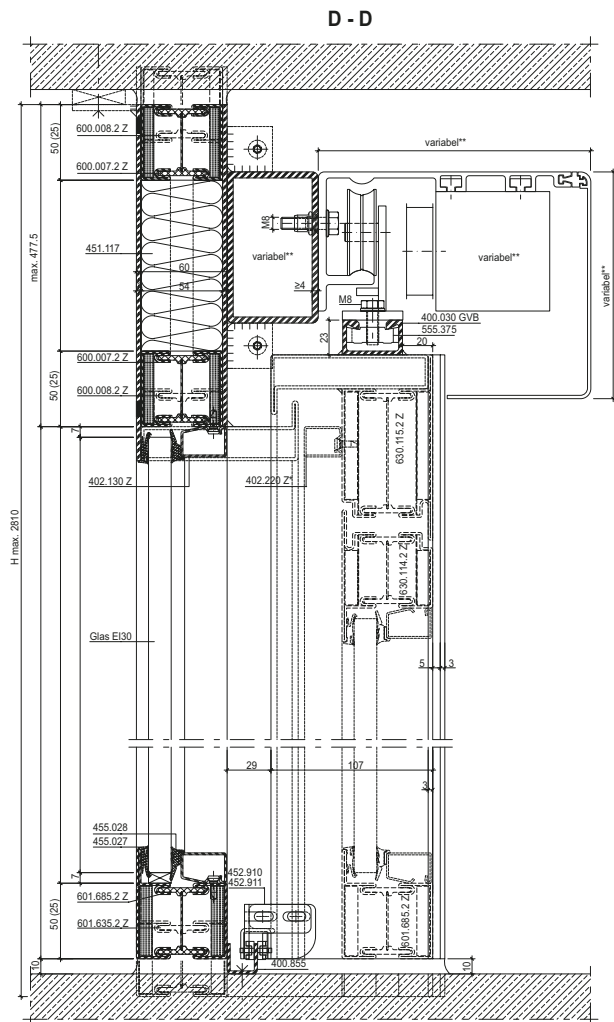 D - D
variabel**
50 (25)
600.008.2 Z
600.007.2 Z
max. 477.5
451.117
60
54
M8
variabel**
≥4
variabel**
variabel**
M8
400.030 GVB
555.375
23
20
600.007.2 Z
600.008.2 Z
50 (25)
7
402.130 Z
402.220 Z*
630.115.2 Z
630.114.2 Z
H max. 2810
Glas EI30
5
3
29
107
3
455.028
455.027
7
452.910
452.911
601.685.2 Z
601.635.2 Z
601.685.2 Z
50 (25)
400.855
10
10